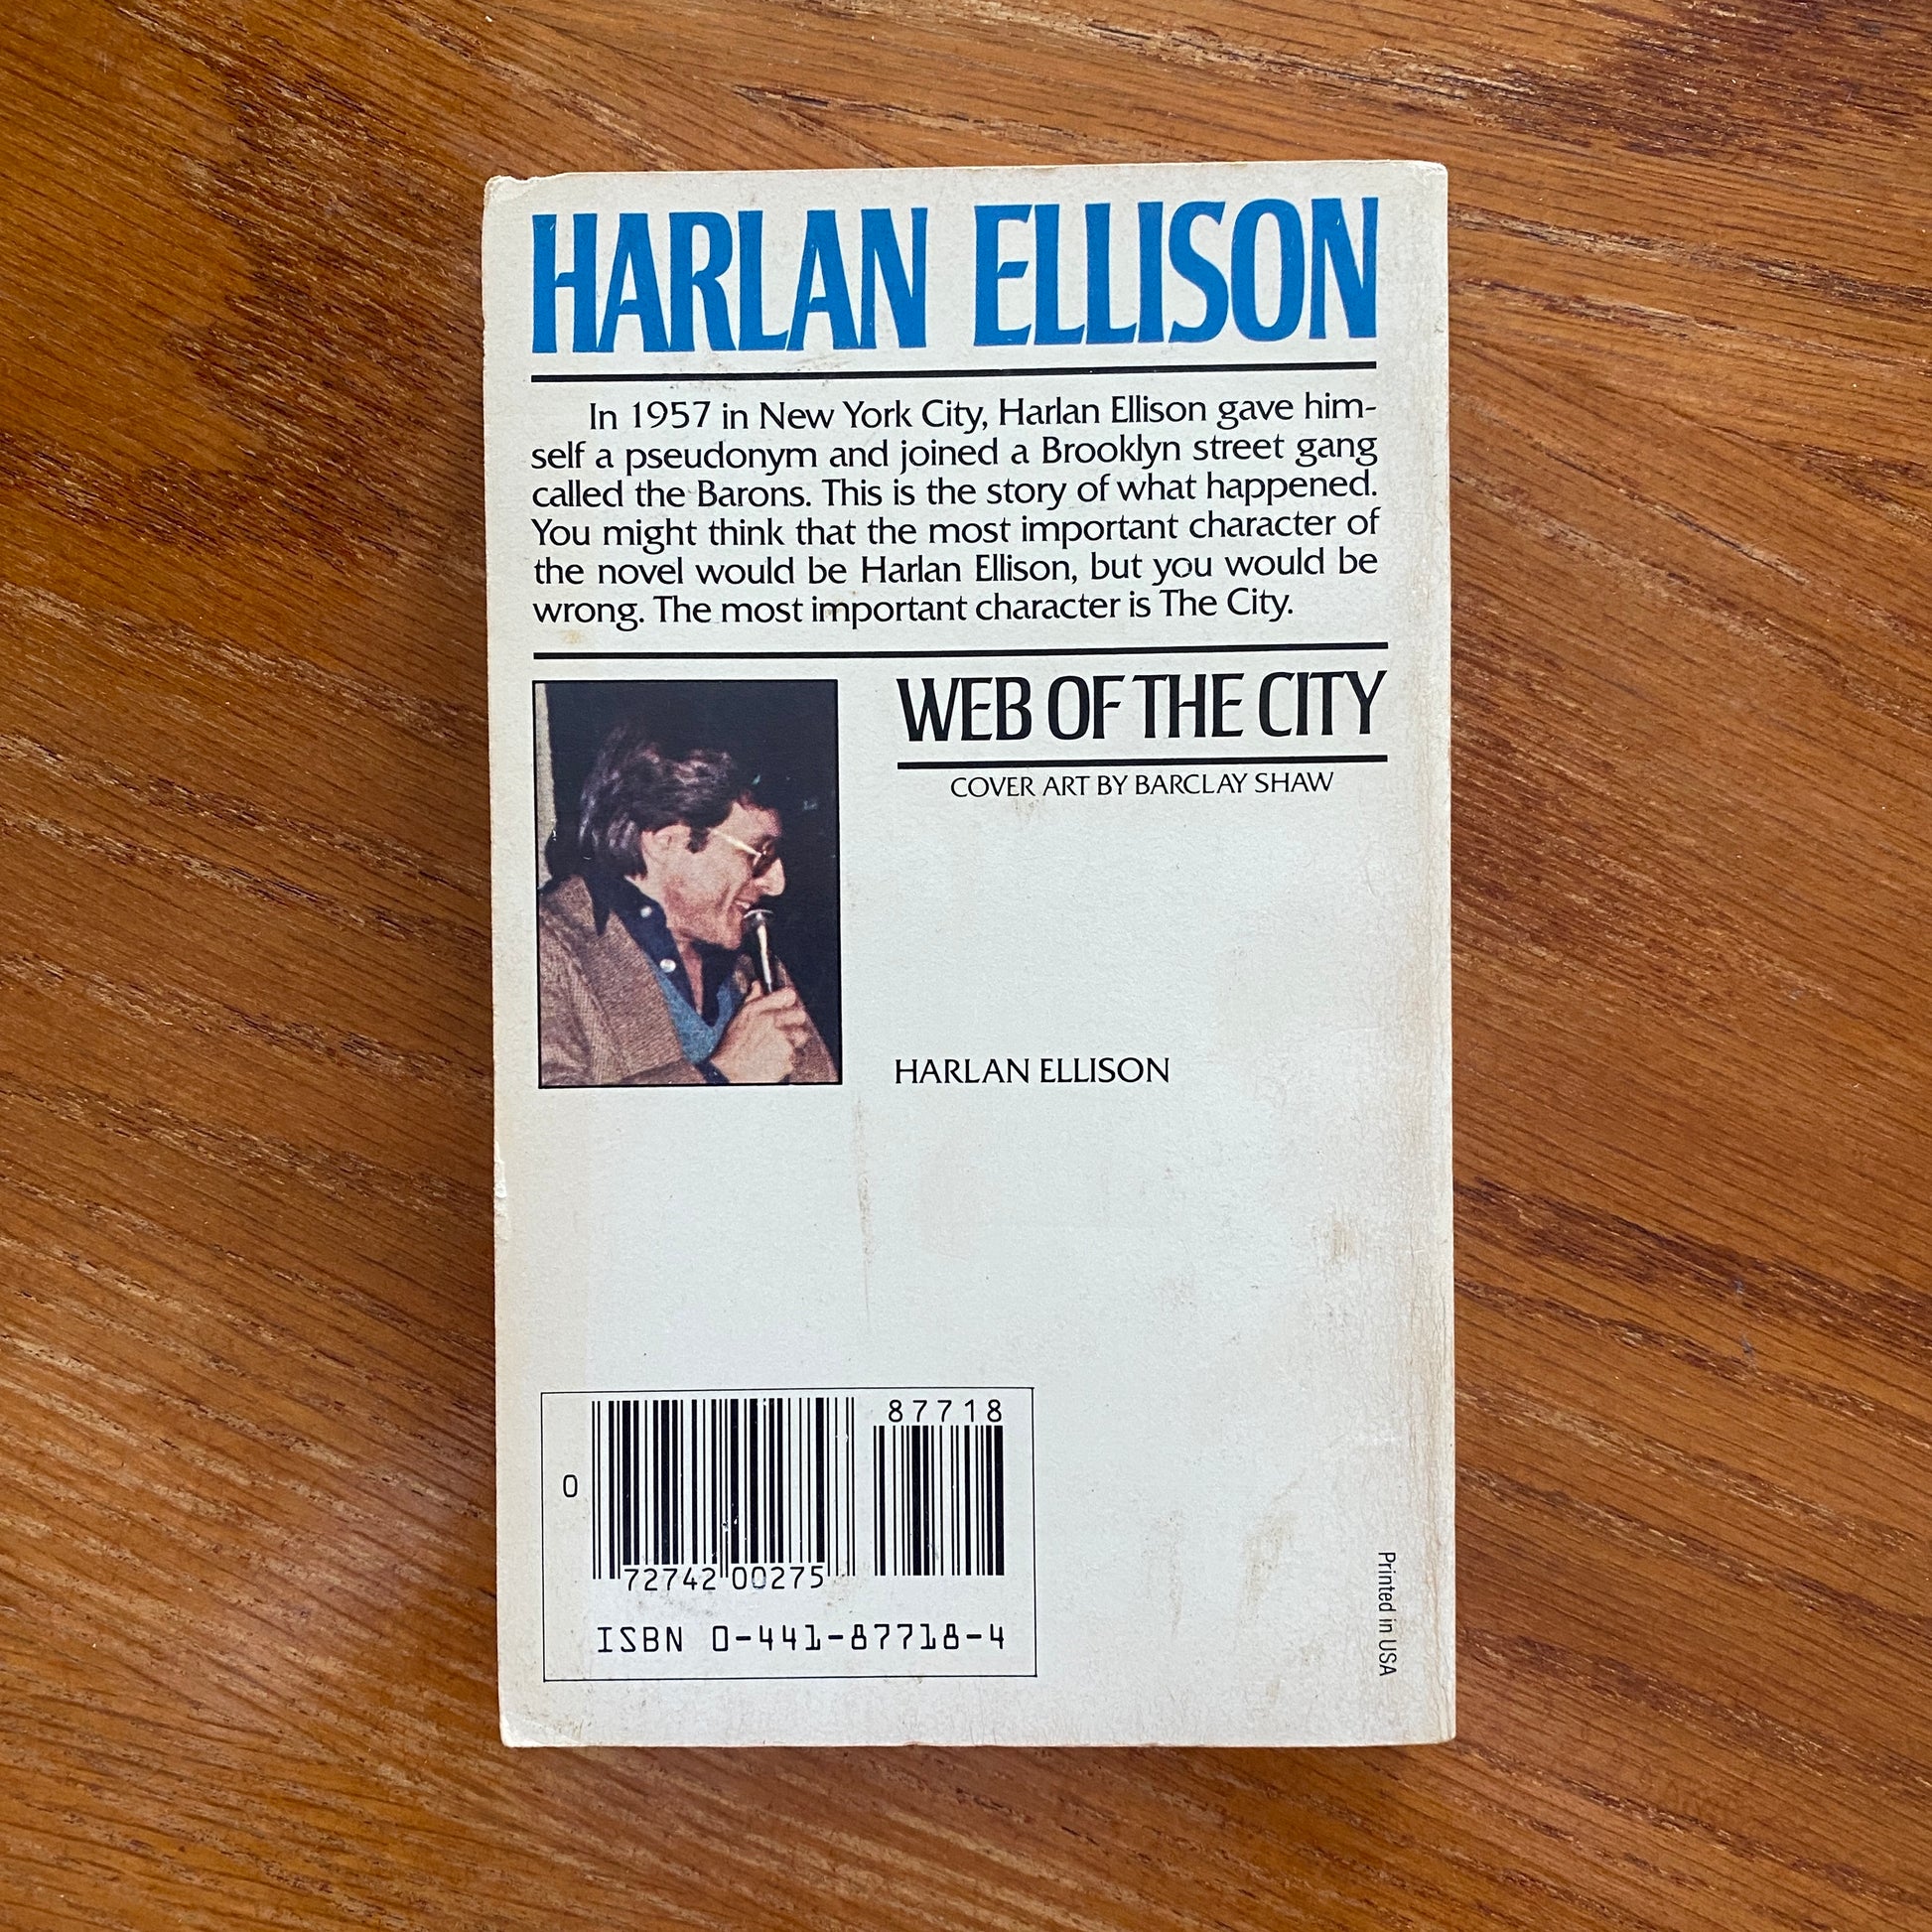 HARLAN ELLISON
In 1957 in New York City, Harlan Ellison gave him-
self a pseudonym and joined a Brooklyn street gang
called the Barons. This is the story of what happened.
You might think that the most important character of
the novel would be Harlan Ellison, but you would be
wrong. The most important character is The City.
WEB OF THE CITY
COVER ART BY BARCLAY SHAW
HARLAN ELLISON
87718
0
72742 00275
ISBN 0-441-87718-4
Printed in USA